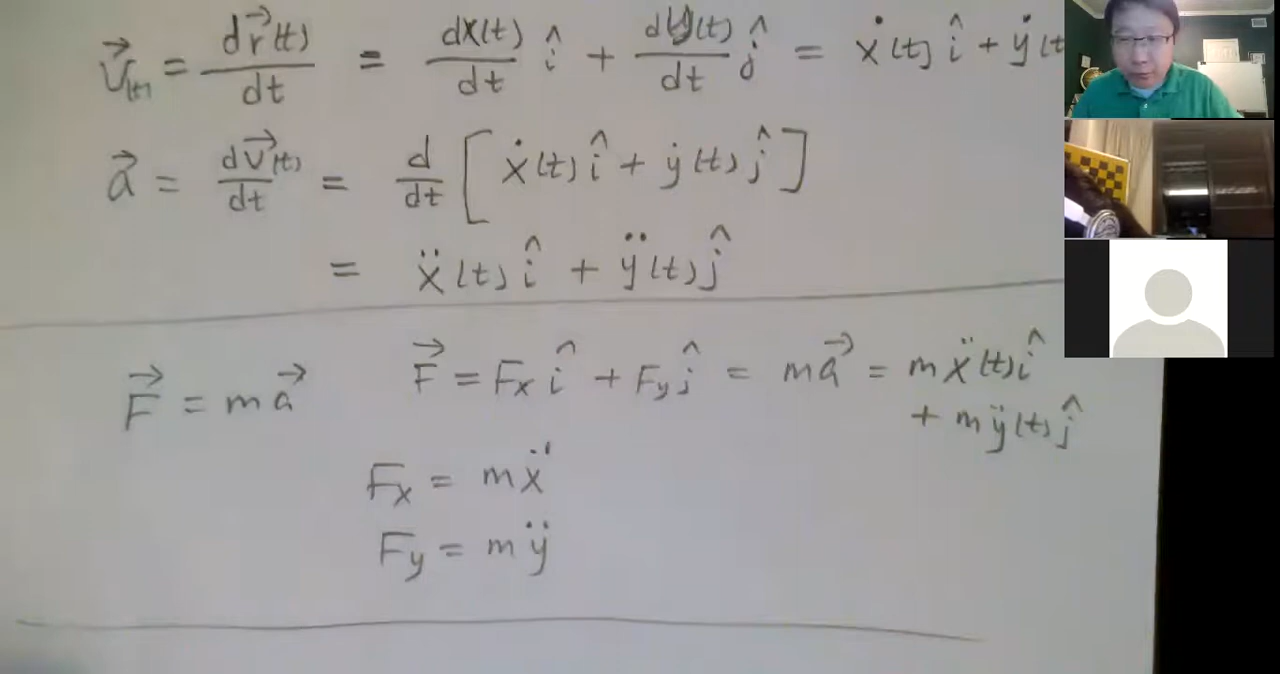 v⃗(t) = dr⃗(t)/dt = dx(t)/dt î + dy(t)/dt ĵ = ẋ(t) î + ẏ(t
a⃗ = dv⃗(t)/dt = d/dt [ ẋ(t) î + ẏ(t) ĵ ]
= ẍ(t) î + ÿ(t) ĵ
F⃗ = ma⃗ F⃗ = Fx î + Fy ĵ = ma⃗ = mẍ(t) î
+ mÿ(t) ĵ
Fx = mẍ
Fy = mÿ